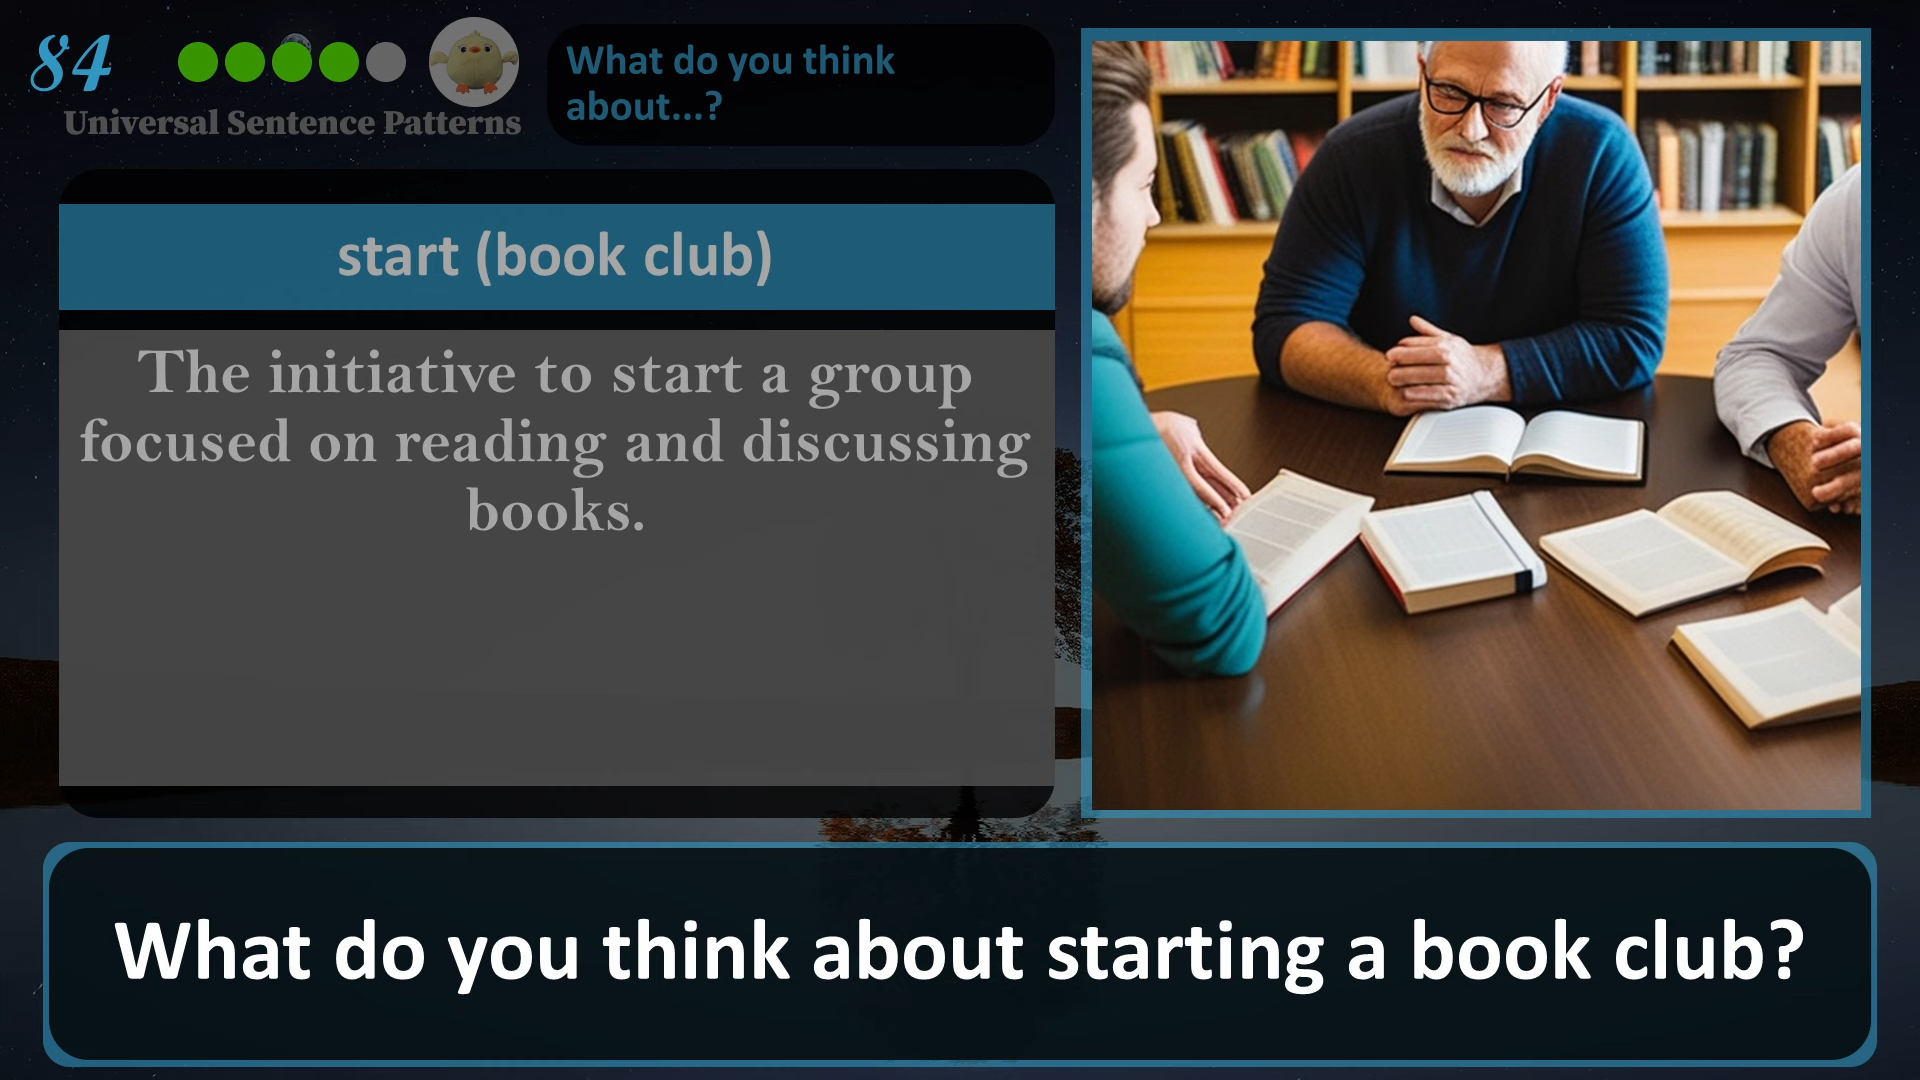 84
Universal Sentence Patterns
What do you think
about...?
start (book club)
The initiative to start a group
focused on reading and discussing
books.
What do you think about starting a book club?